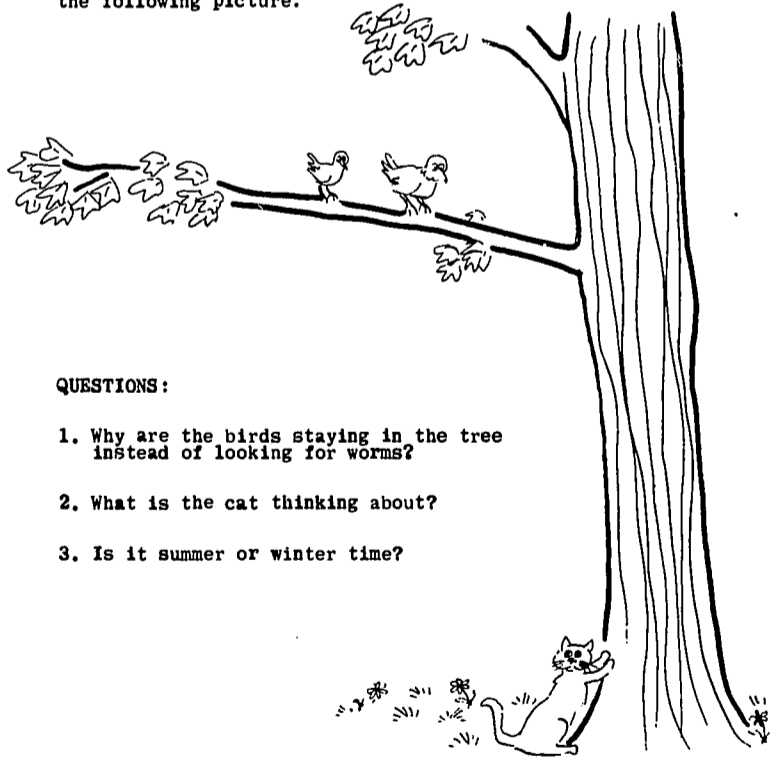 the following picture.
QUESTIONS:
1. Why are the birds staying in the tree
instead of looking for worms?
2. What is the cat thinking about?
3. Is it summer or winter time?